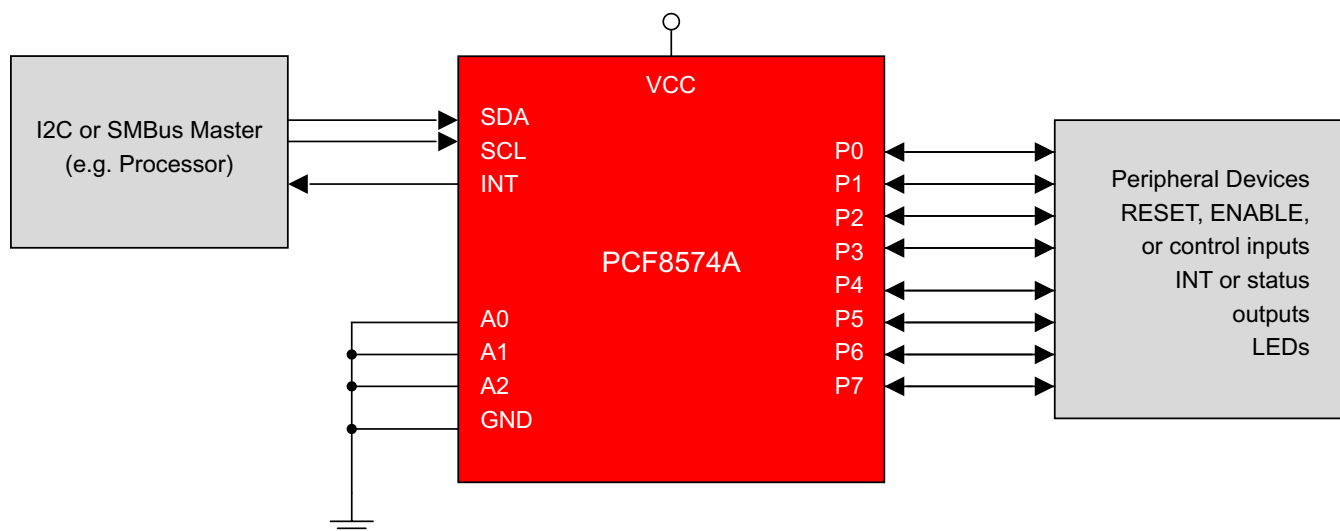 I2C or SMBus Master
(e.g. Processor)
VCC
SDA
SCL
INT
PCF8574A
A0
A1
A2
GND
P0
P1
P2
P3
P4
P5
P6
P7
Peripheral Devices
RESET, ENABLE,
or control inputs
INT or status
outputs
LEDs